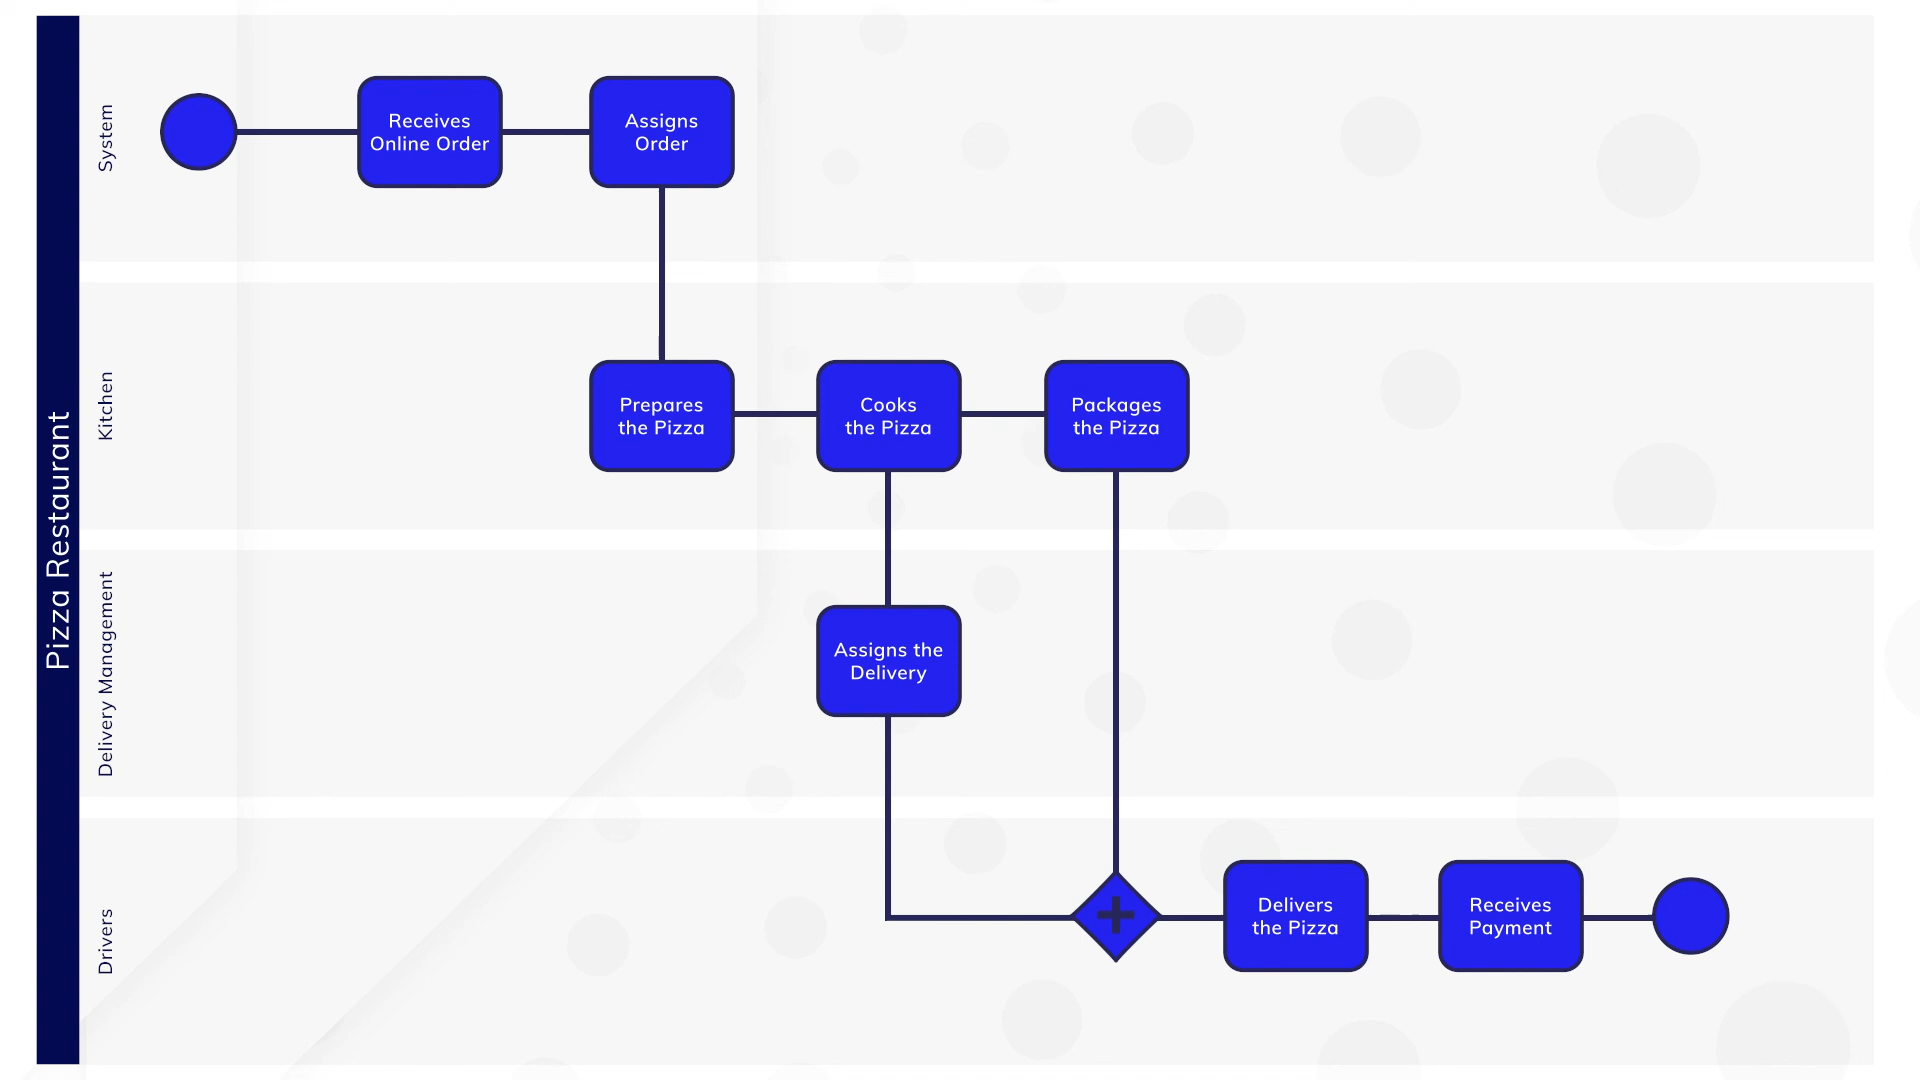 Pizza Restaurant
System
Receives
Online Order
Assigns
Order
Kitchen
Prepares
the Pizza
Cooks
the Pizza
Packages
the Pizza
Delivery Management
Assigns the
Delivery
Drivers
Delivers
the Pizza
Receives
Payment